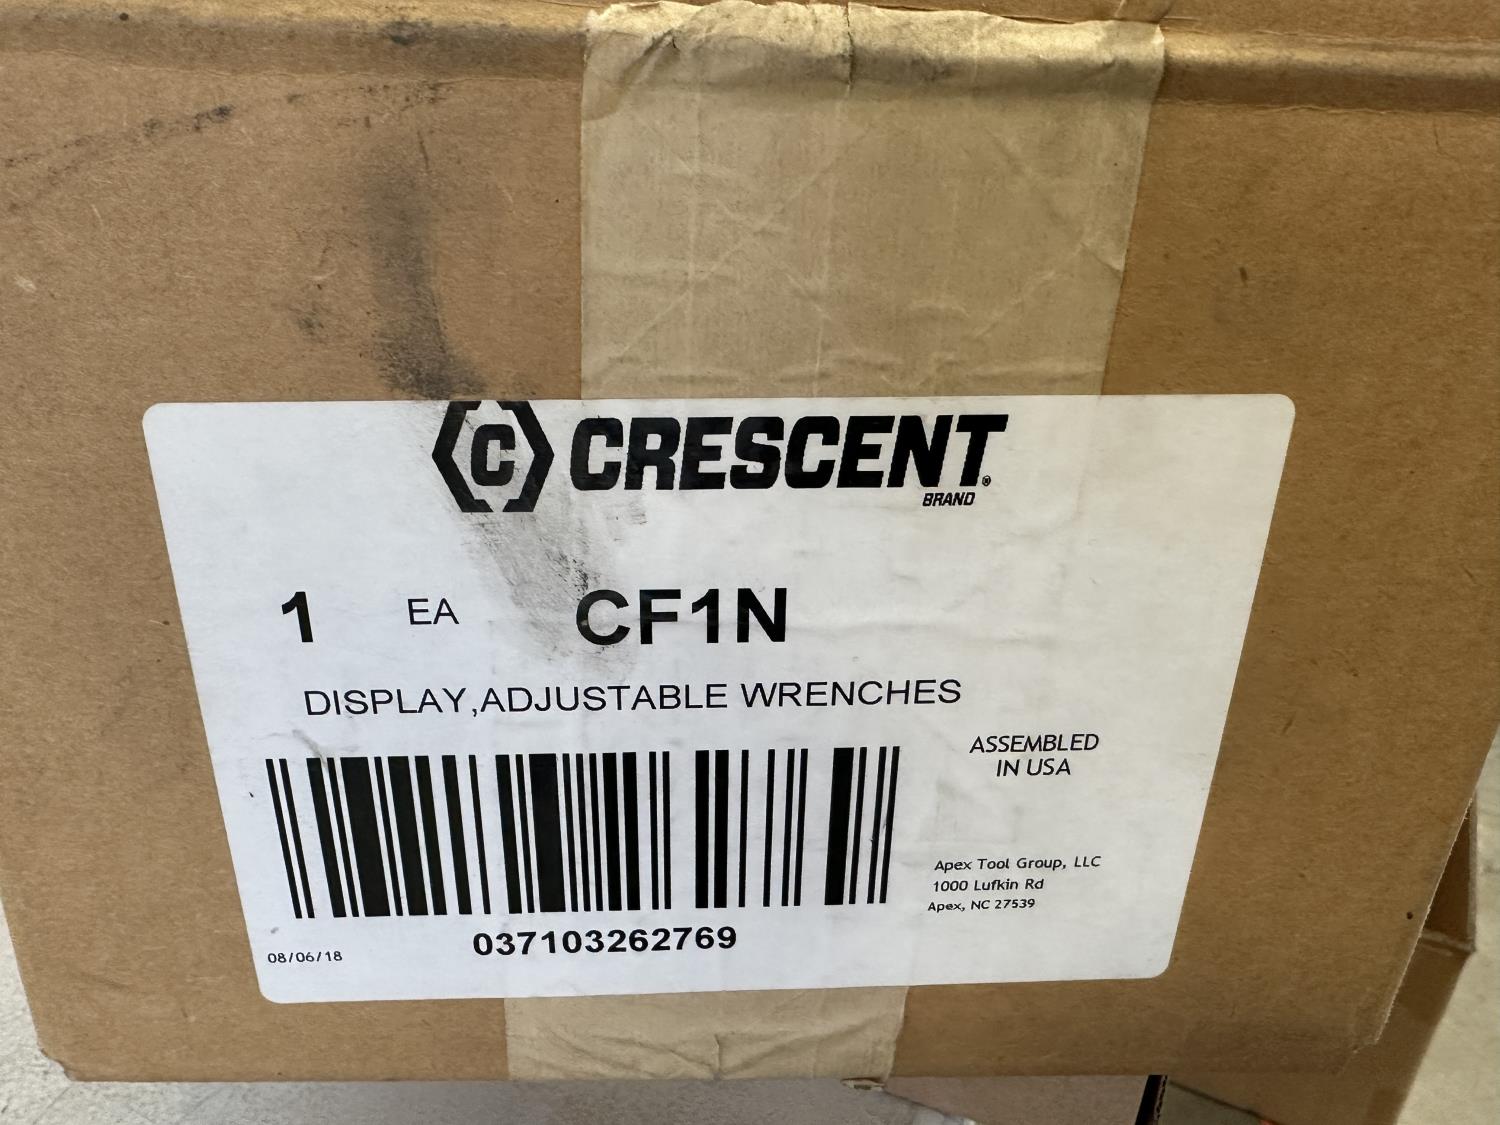 C CRESCENT®
BRAND
1 EA CF1N
DISPLAY,ADJUSTABLE WRENCHES
ASSEMBLED
IN USA
Apex Tool Group, LLC
1000 Lufkin Rd
Apex, NC 27539
037103262769
08/06/18